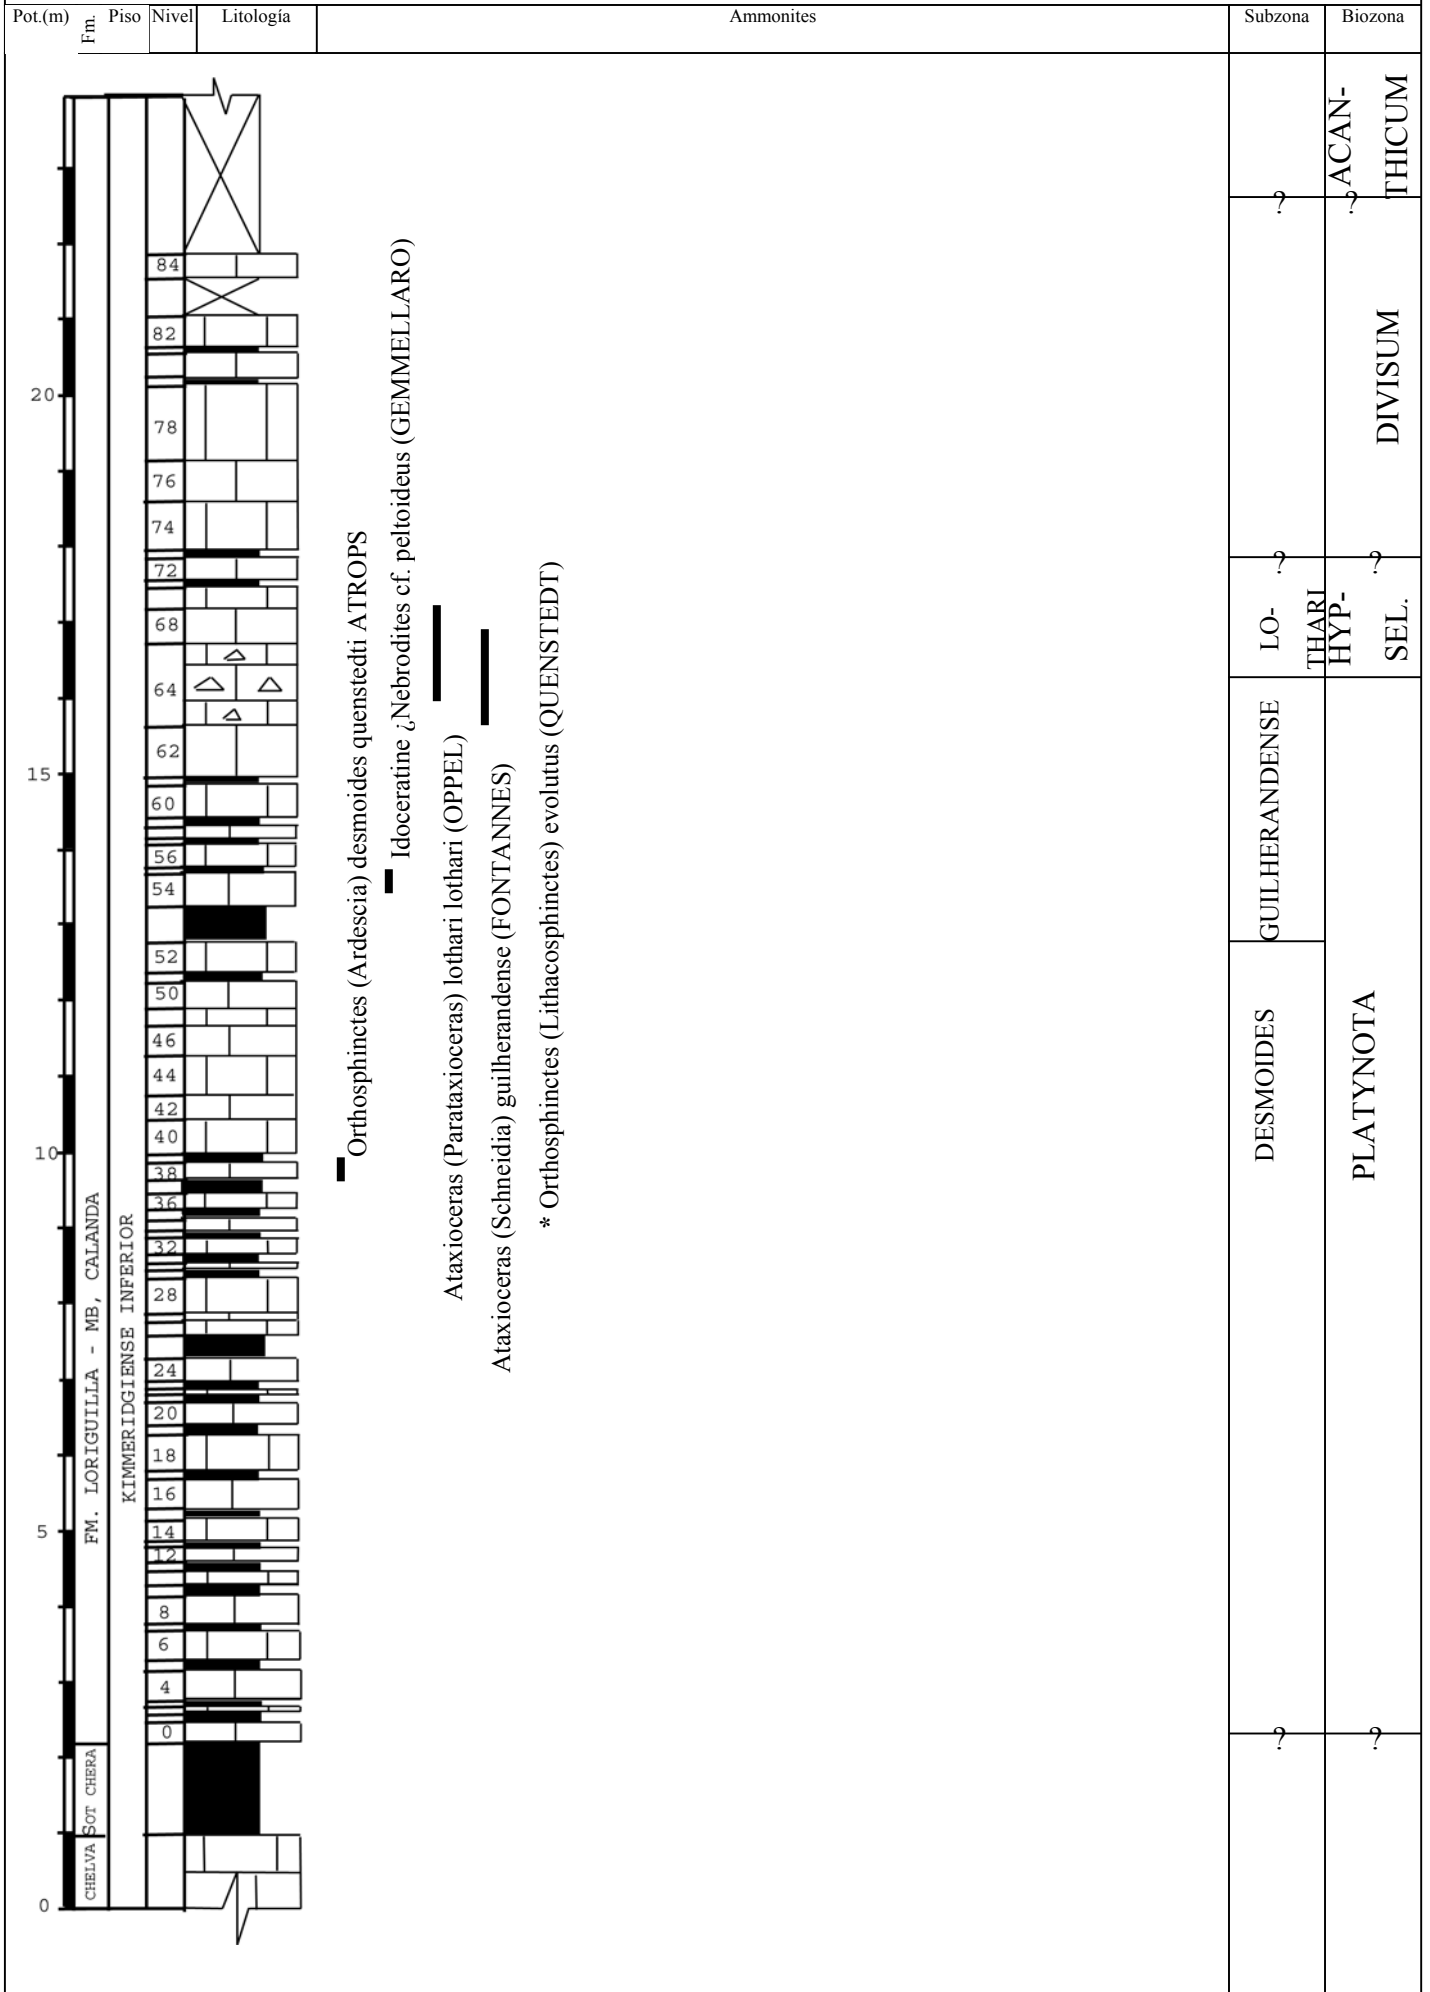 Pot.(m)
Fm.
Piso
Nivel
Litología
Ammonites
Subzona
Biozona
ACAN-
THICUM
?
?
DIVISUM
?
?
LO-
THARI
HYP-
SEL.
GUILHERANDENSE
DESMOIDES
PLATYNOTA
?
?
20
15
10
5
0
FM. LORIGUILLA - MB, CALANDA
SOT CHERA
CHELVA
KIMMERIDGIENSE INFERIOR
84
82
78
76
74
72
68
64
62
60
56
54
52
50
46
44
42
40
38
36
32
28
24
20
18
16
14
12
8
6
4
0
Orthosphinctes (Ardescia) desmoides quenstedti ATROPS
Idoceratine ¿Nebrodites cf. peltoideus (GEMMELLARO)
Ataxioceras (Parataxioceras) lothari lothari (OPPEL)
Ataxioceras (Schneidia) guilherandense (FONTANNES)
* Orthosphinctes (Lithacosphinctes) evolutus (QUENSTEDT)